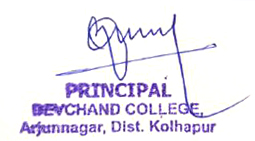 PRINCIPAL
DEVCHAND COLLEGE,
Arjunnagar, Dist. Kolhapur